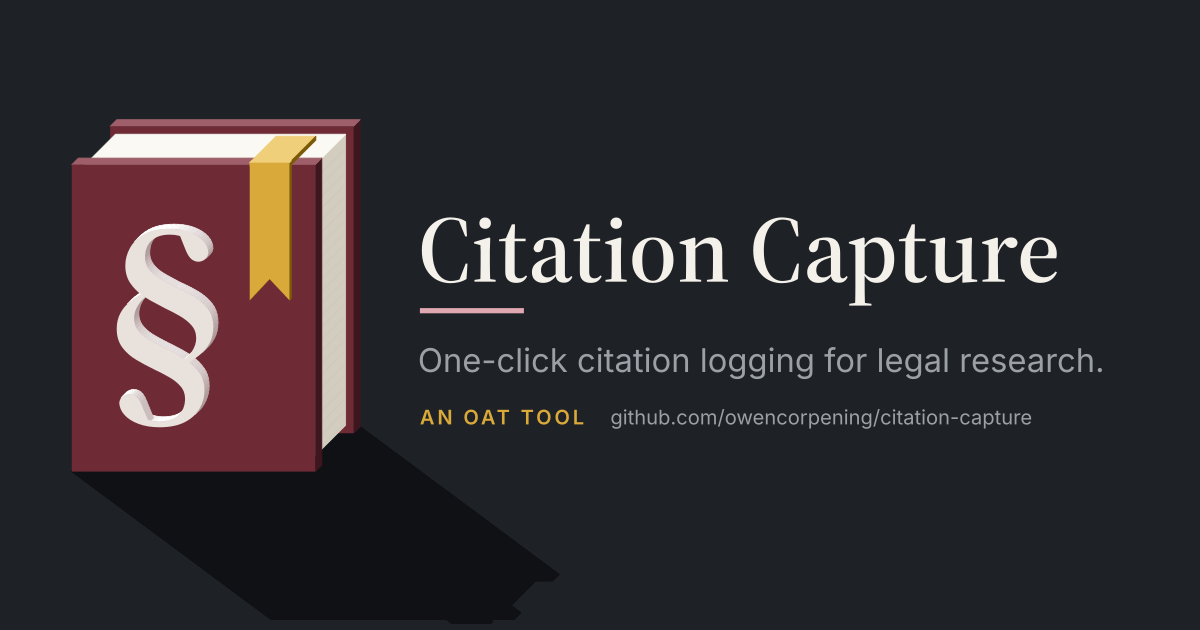 §
Citation Capture
One-click citation logging for legal research.
AN OAT TOOL github.com/owencorpening/citation-capture